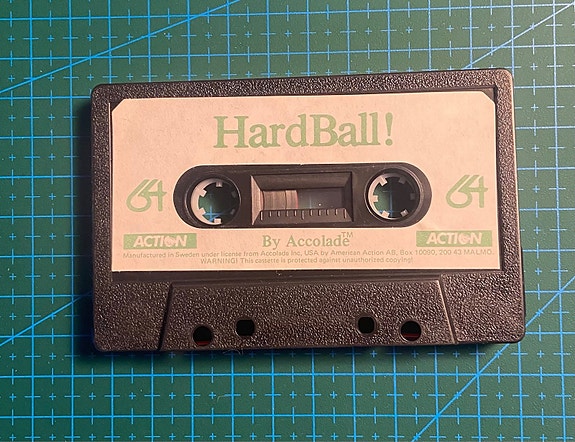 HardBall!
64 64
ACTION By Accolade™ ACTION
Manufactured in Sweden under license from Accolade Inc, USA by American Action AB, Box 10090, 200 43 MALMÖ.
WARNING! This cassette is protected against unauthorized copying!